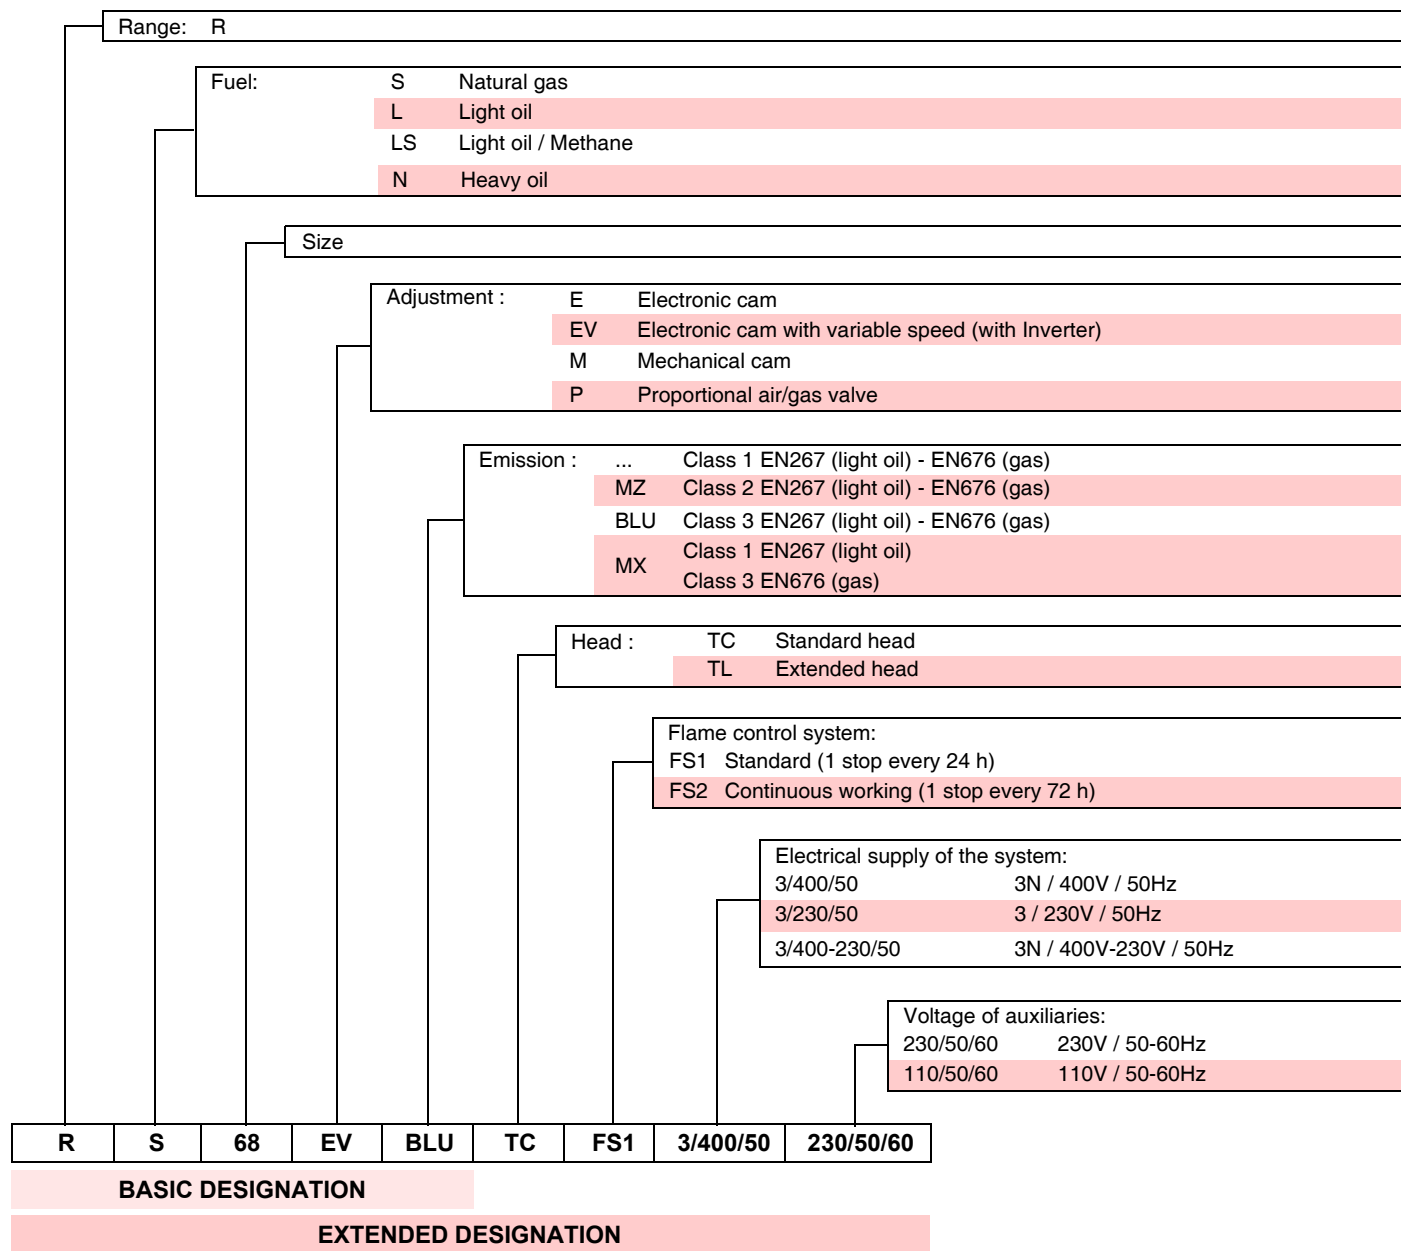 Range: R
Fuel: S Natural gas
L Light oil
LS Light oil / Methane
N Heavy oil
Size
Adjustment : E Electronic cam
EV Electronic cam with variable speed (with Inverter)
M Mechanical cam
P Proportional air/gas valve
Emission : ... Class 1 EN267 (light oil) - EN676 (gas)
MZ Class 2 EN267 (light oil) - EN676 (gas)
BLU Class 3 EN267 (light oil) - EN676 (gas)
MX Class 1 EN267 (light oil)
Class 3 EN676 (gas)
Head : TC Standard head
TL Extended head
Flame control system:
FS1 Standard (1 stop every 24 h)
FS2 Continuous working (1 stop every 72 h)
Electrical supply of the system:
3/400/50 3N / 400V / 50Hz
3/230/50 3 / 230V / 50Hz
3/400-230/50 3N / 400V-230V / 50Hz
Voltage of auxiliaries:
230/50/60 230V / 50-60Hz
110/50/60 110V / 50-60Hz
R S 68 EV BLU TC FS1 3/400/50 230/50/60
BASIC DESIGNATION
EXTENDED DESIGNATION